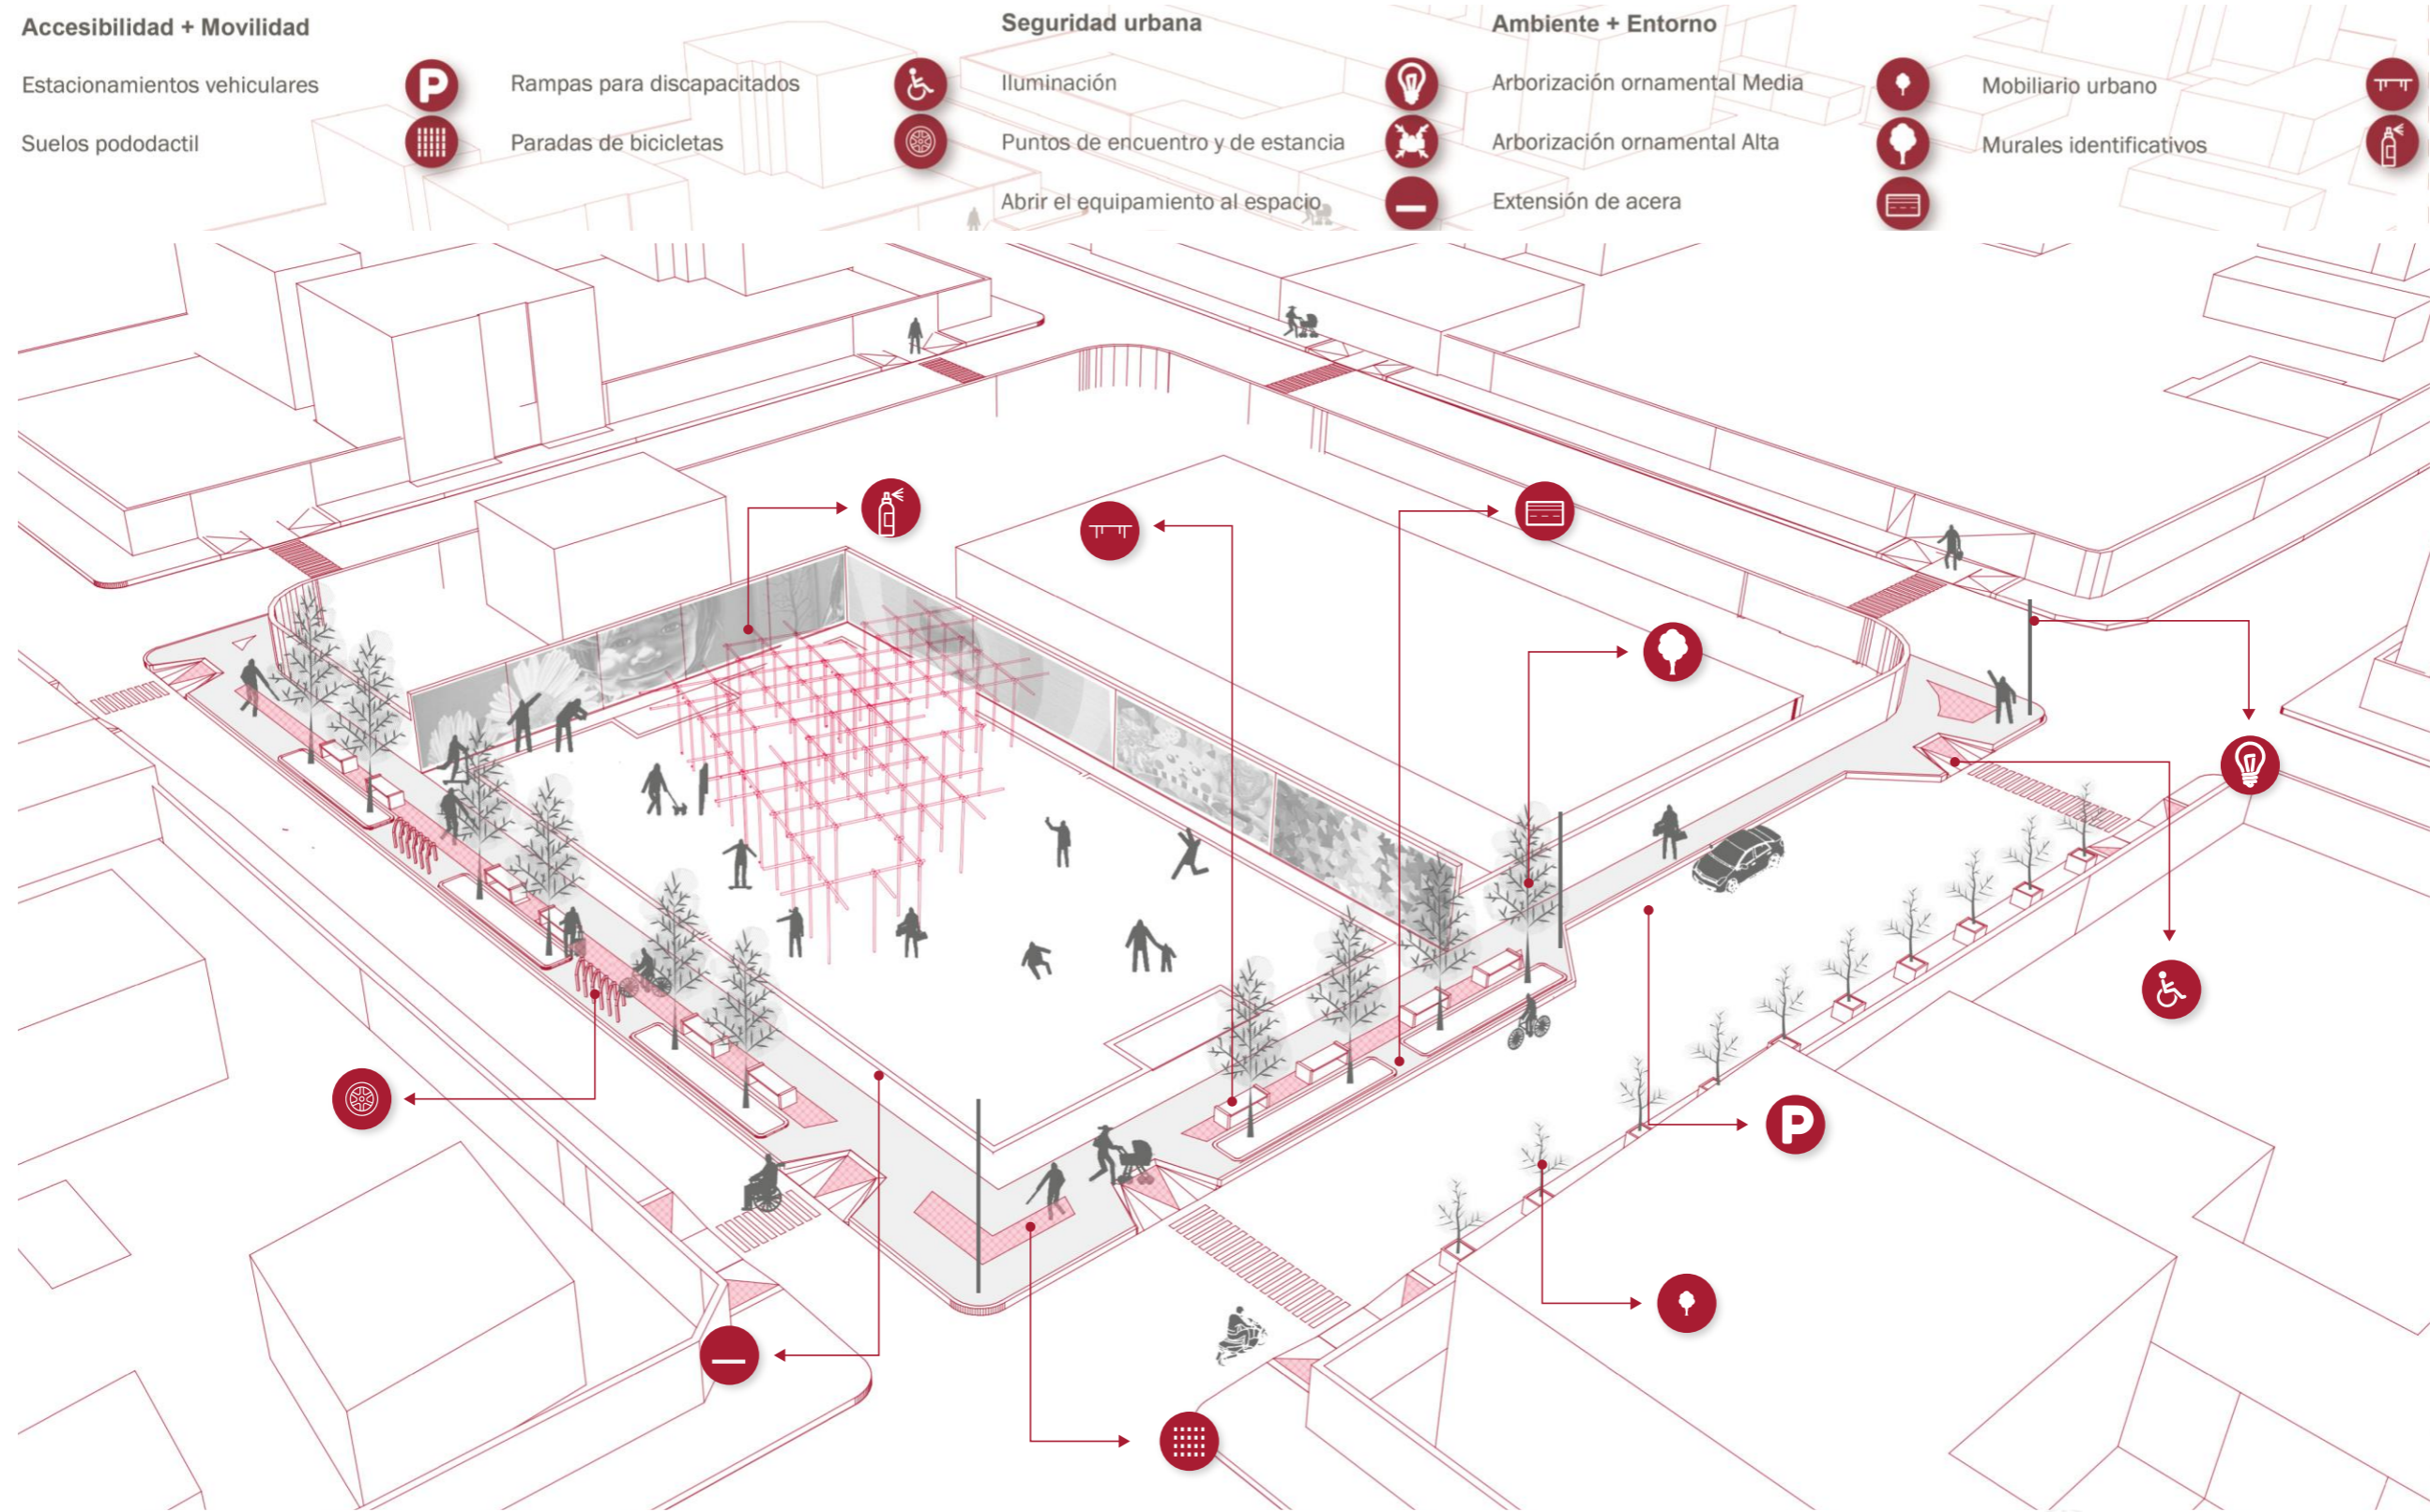 Accesibilidad + Movilidad
Estacionamientos vehiculares
P
Rampas para discapacitados
Suelos pododactil
Paradas de bicicletas
Seguridad urbana
Iluminación
Puntos de encuentro y de estancia
Abrir el equipamiento al espacio
Ambiente + Entorno
Arborización ornamental Media
Mobiliario urbano
Arborización ornamental Alta
Murales identificativos
Extensión de acera
P